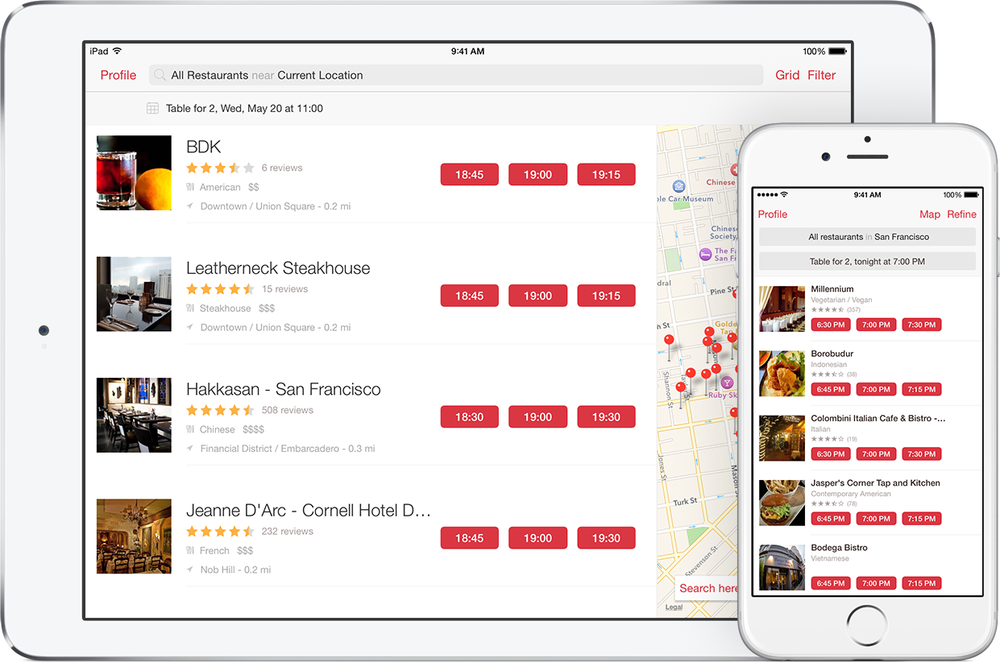 iPad
9:41 AM
100%
Profile
All Restaurants near Current Location
Grid Filter
Table for 2, Wed, May 20 at 11:00
BDK
6 reviews
American $$
Downtown / Union Square - 0.2 mi
18:45 19:00 19:15
Leatherneck Steakhouse
15 reviews
Steakhouse $$$
Downtown / Union Square - 0.2 mi
18:45 19:00 19:15
Hakkasan - San Francisco
508 reviews
Chinese $$$$
Financial District / Embarcadero - 0.3 mi
18:30 19:00 19:30
Jeanne D'Arc - Cornell Hotel D...
232 reviews
French $$$
Nob Hill - 0.2 mi
18:45 19:00 19:30
Chinese
Car Museum
Chinese
Society,
The
San
Pine St
St
Golde
Tap
Shannon St
Mason
Ruby
Jones St
Mason
Turk St
Stevenson St
Search here
Legal
9:41 AM
100%
Profile
Map Refine
All restaurants in San Francisco
Table for 2, tonight at 7:00 PM
Millennium
Vegetarian / Vegan
(357)
6:30 PM 7:00 PM 7:30 PM
Borobudur
Indonesian
(38)
6:45 PM 7:00 PM 7:15 PM
Colombini Italian Cafe & Bistro -...
Italian
(19)
6:30 PM 7:00 PM 7:30 PM
Jasper's Corner Tap and Kitchen
Contemporary American
(78)
6:45 PM 7:00 PM 7:15 PM
Bodega Bistro
Vietnamese
6:45 PM 7:00 PM 7:15 PM